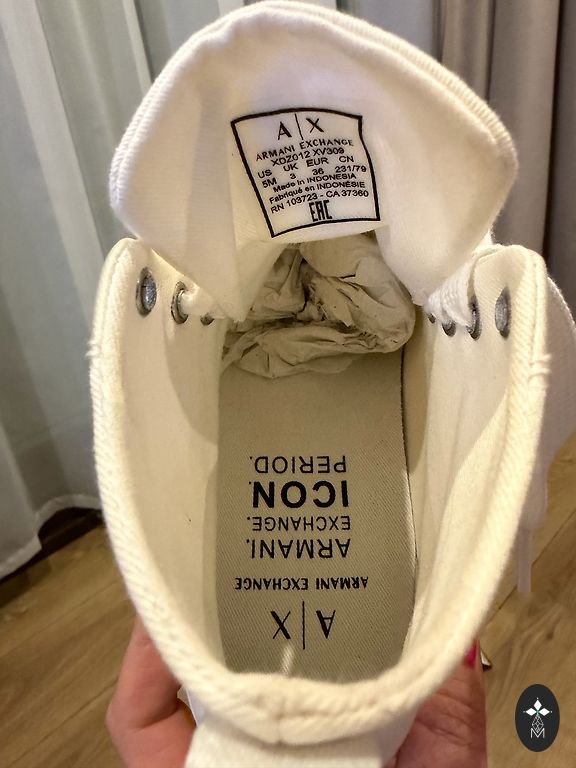 A|X
ARMANI EXCHANGE
XDZ012 XV309
US UK EUR CN
5M 3 36 231/79
Made in INDONESIA
Fabriqué en INDONÉSIE
RN 103723 - CA 37360
EAC
A|X
ARMANI EXCHANGE
ARMANI.
EXCHANGE.
ICON.
PERIOD.
M